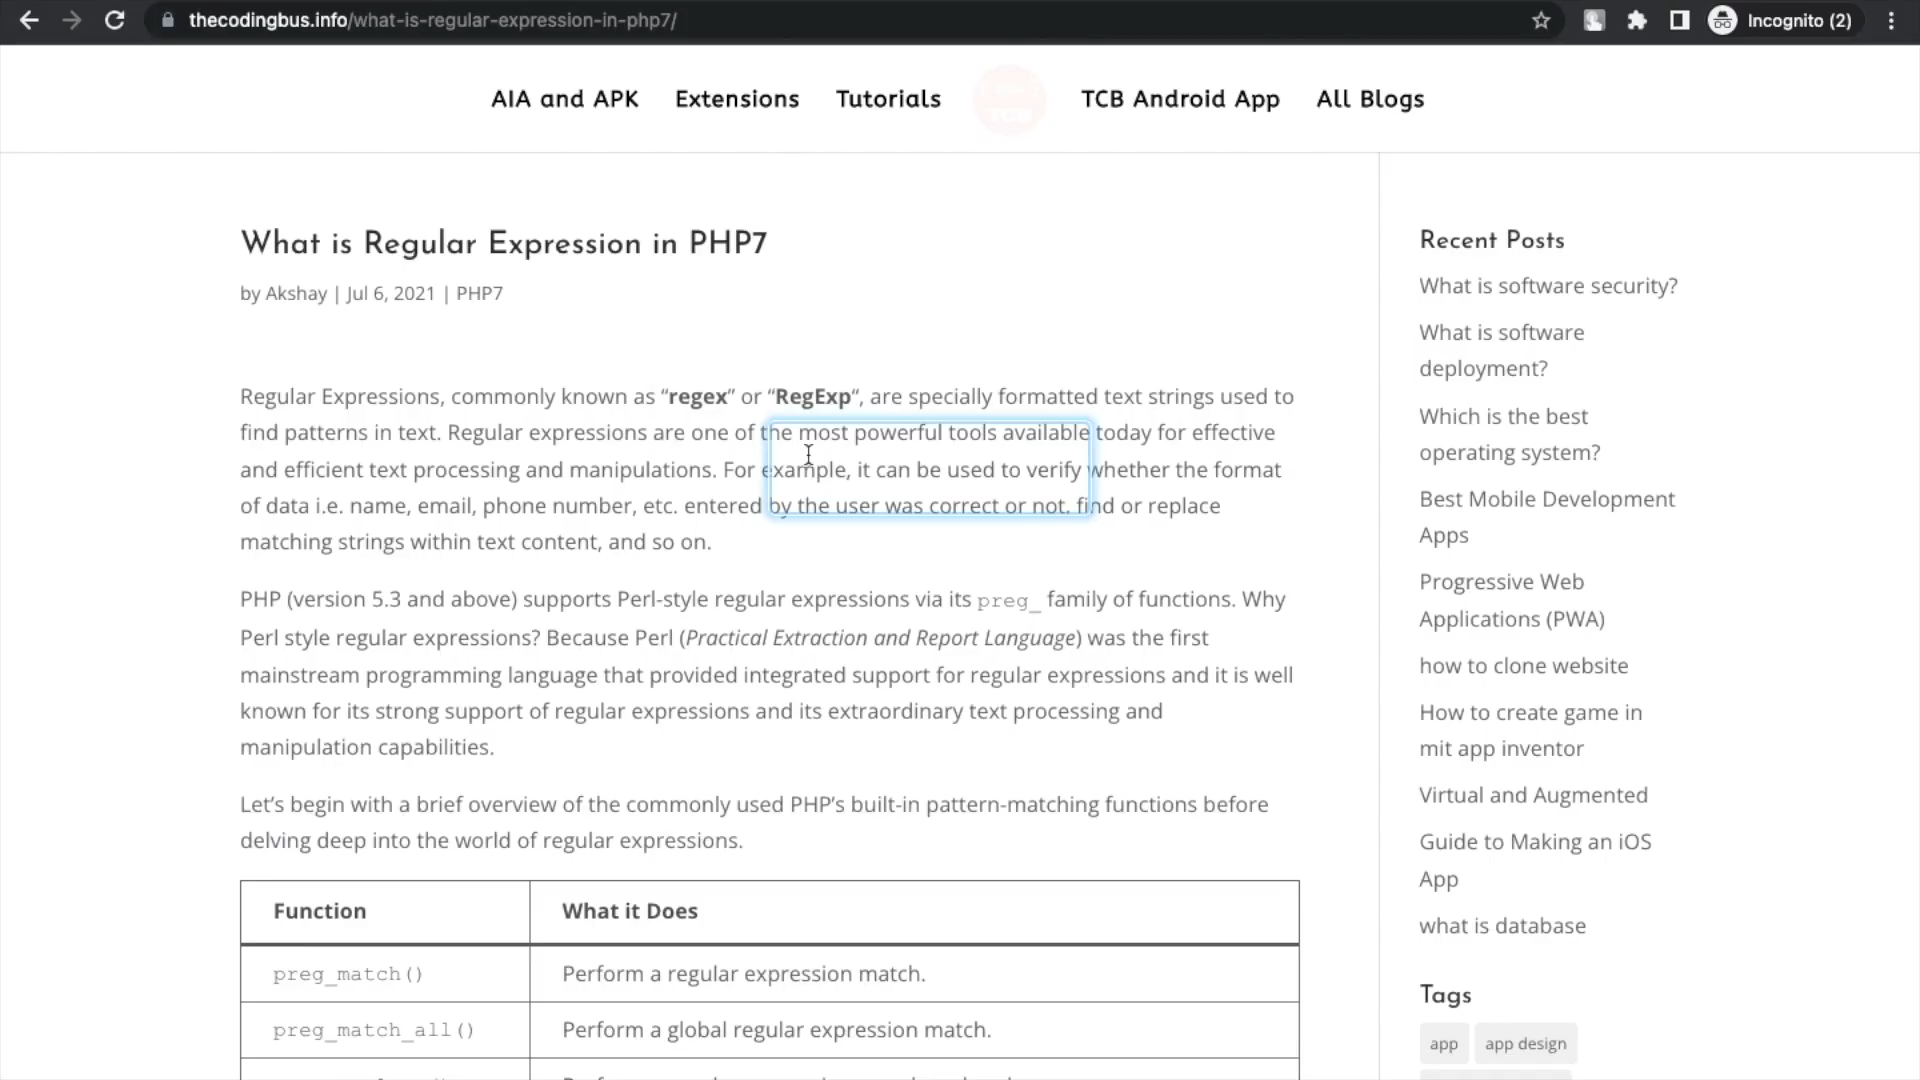 thecodingbus.info/what-is-regular-expression-in-php7/
Incognito (2)
AIA and APK
Extensions
Tutorials
TCB
TCB Android App
All Blogs
What is Regular Expression in PHP7
by Akshay | Jul 6, 2021 | PHP7
Regular Expressions, commonly known as “regex” or “RegExp“, are specially formatted text strings used to
find patterns in text. Regular expressions are one of the most powerful tools available today for effective
and efficient text processing and manipulations. For example, it can be used to verify whether the format
of data i.e. name, email, phone number, etc. entered by the user was correct or not. find or replace
matching strings within text content, and so on.
PHP (version 5.3 and above) supports Perl-style regular expressions via its preg_ family of functions. Why
Perl style regular expressions? Because Perl (Practical Extraction and Report Language) was the first
mainstream programming language that provided integrated support for regular expressions and it is well
known for its strong support of regular expressions and its extraordinary text processing and
manipulation capabilities.
Let’s begin with a brief overview of the commonly used PHP’s built-in pattern-matching functions before
delving deep into the world of regular expressions.
Function
What it Does
preg_match()
Perform a regular expression match.
preg_match_all()
Perform a global regular expression match.
Recent Posts
What is software security?
What is software
deployment?
Which is the best
operating system?
Best Mobile Development
Apps
Progressive Web
Applications (PWA)
how to clone website
How to create game in
mit app inventor
Virtual and Augmented
Guide to Making an iOS
App
what is database
Tags
app
app design